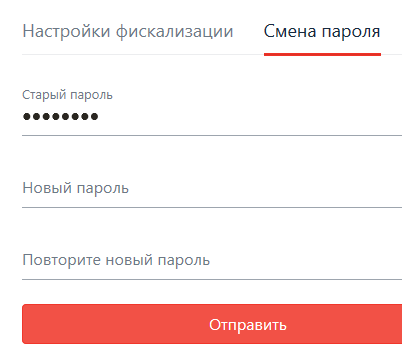 Настройки фискализации Смена пароля
Старый пароль
●●●●●●●●
Новый пароль
Повторите новый пароль
Отправить